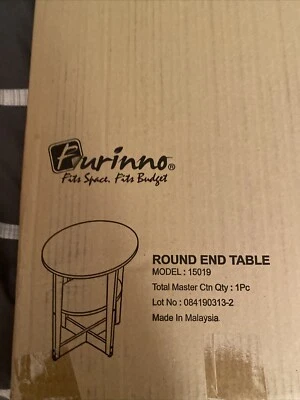 Furinno®
Fits Space. Fits Budget
ROUND END TABLE
MODEL : 15019
Total Master Ctn Qty : 1Pc
Lot No : 084190313-2
Made In Malaysia